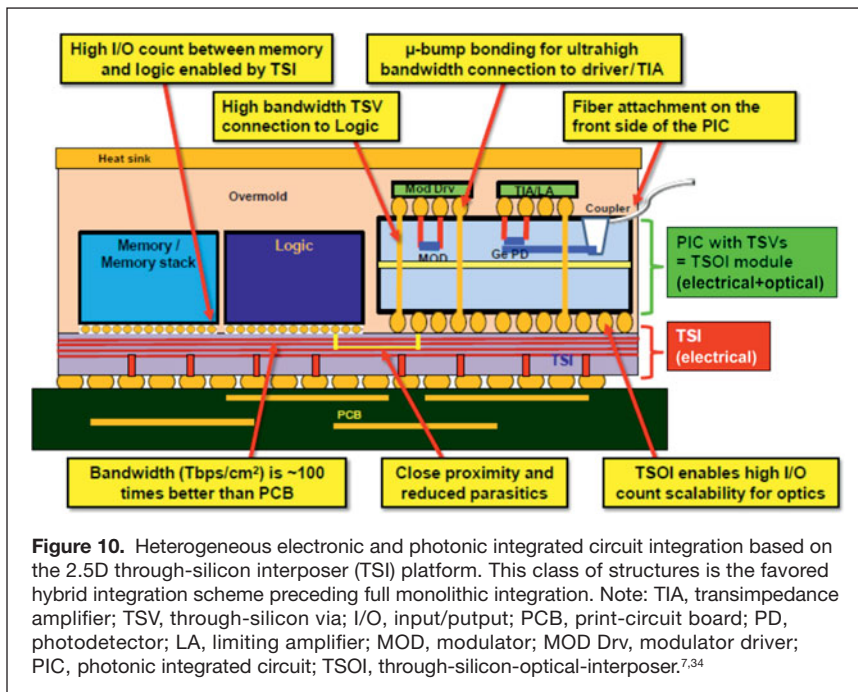 High I/O count between memory
and logic enabled by TSI
µ-bump bonding for ultrahigh
bandwidth connection to driver/TIA
High bandwidth TSV
connection to Logic
Fiber attachment on the
front side of the PIC
Heat sink
Overmold
Mod Drv
TIA/LA
Coupler
Memory /
Memory stack
Logic
MOD
Ge PD
PIC with TSVs
= TSOI module
(electrical+optical)
TSI
TSI
(electrical)
PCB
Bandwidth (Tbps/cm²) is ~100
times better than PCB
Close proximity and
reduced parasitics
TSOI enables high I/O
count scalability for optics
Figure 10. Heterogeneous electronic and photonic integrated circuit integration based on
the 2.5D through-silicon interposer (TSI) platform. This class of structures is the favored
hybrid integration scheme preceding full monolithic integration. Note: TIA, transimpedance
amplifier; TSV, through-silicon via; I/O, input/putput; PCB, print-circuit board; PD,
photodetector; LA, limiting amplifier; MOD, modulator; MOD Drv, modulator driver;
PIC, photonic integrated circuit; TSOI, through-silicon-optical-interposer.7,34